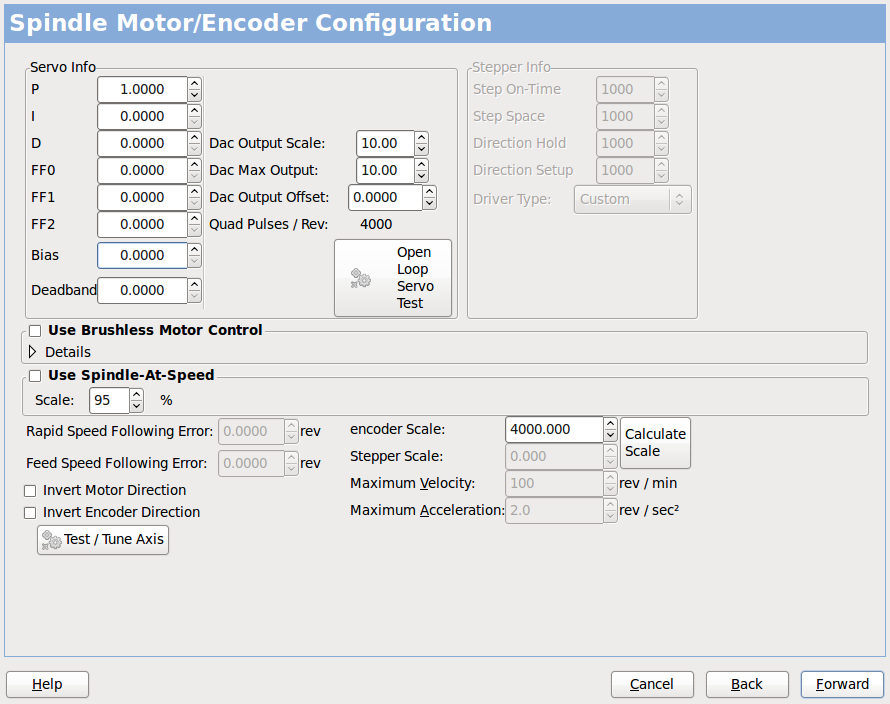 Spindle Motor/Encoder Configuration
Servo Info
P 1.0000
I 0.0000
D 0.0000
FF0 0.0000
FF1 0.0000
FF2 0.0000
Bias 0.0000
Deadband 0.0000
Dac Output Scale: 10.00
Dac Max Output: 10.00
Dac Output Offset: 0.0000
Quad Pulses / Rev: 4000
Open
Loop
Servo
Test
Stepper Info
Step On-Time 1000
Step Space 1000
Direction Hold 1000
Direction Setup 1000
Driver Type: Custom
Use Brushless Motor Control
Details
Use Spindle-At-Speed
Scale: 95 %
Rapid Speed Following Error: 0.0000 rev
Feed Speed Following Error: 0.0000 rev
Invert Motor Direction
Invert Encoder Direction
Test / Tune Axis
encoder Scale: 4000.000
Calculate
Scale
Stepper Scale: 0.000
Maximum Velocity: 100 rev / min
Maximum Acceleration: 2.0 rev / sec²
Help
Cancel
Back
Forward